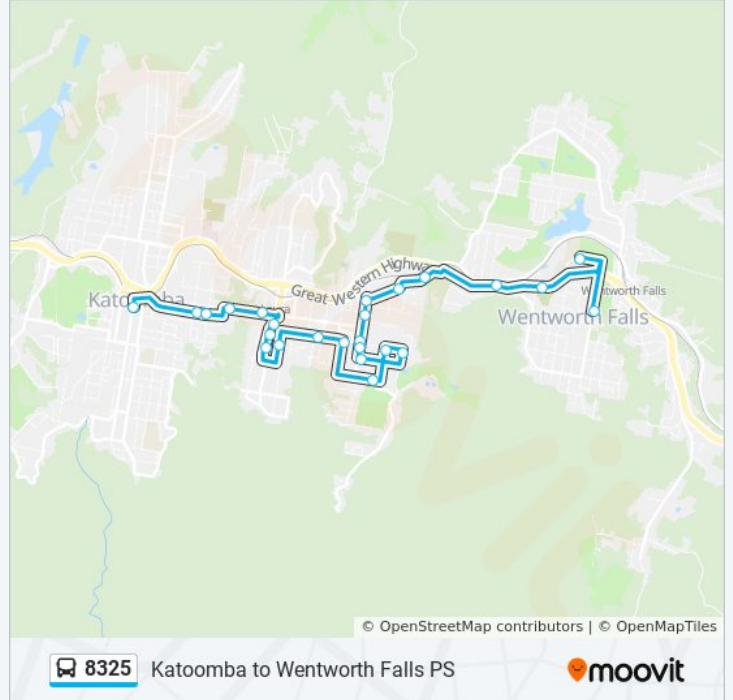 Great Western Highway
Katoomba
Wentworth Falls
Wentworth Falls
© OpenStreetMap contributors | © OpenMapTiles
8325 Katoomba to Wentworth Falls PS
moovit